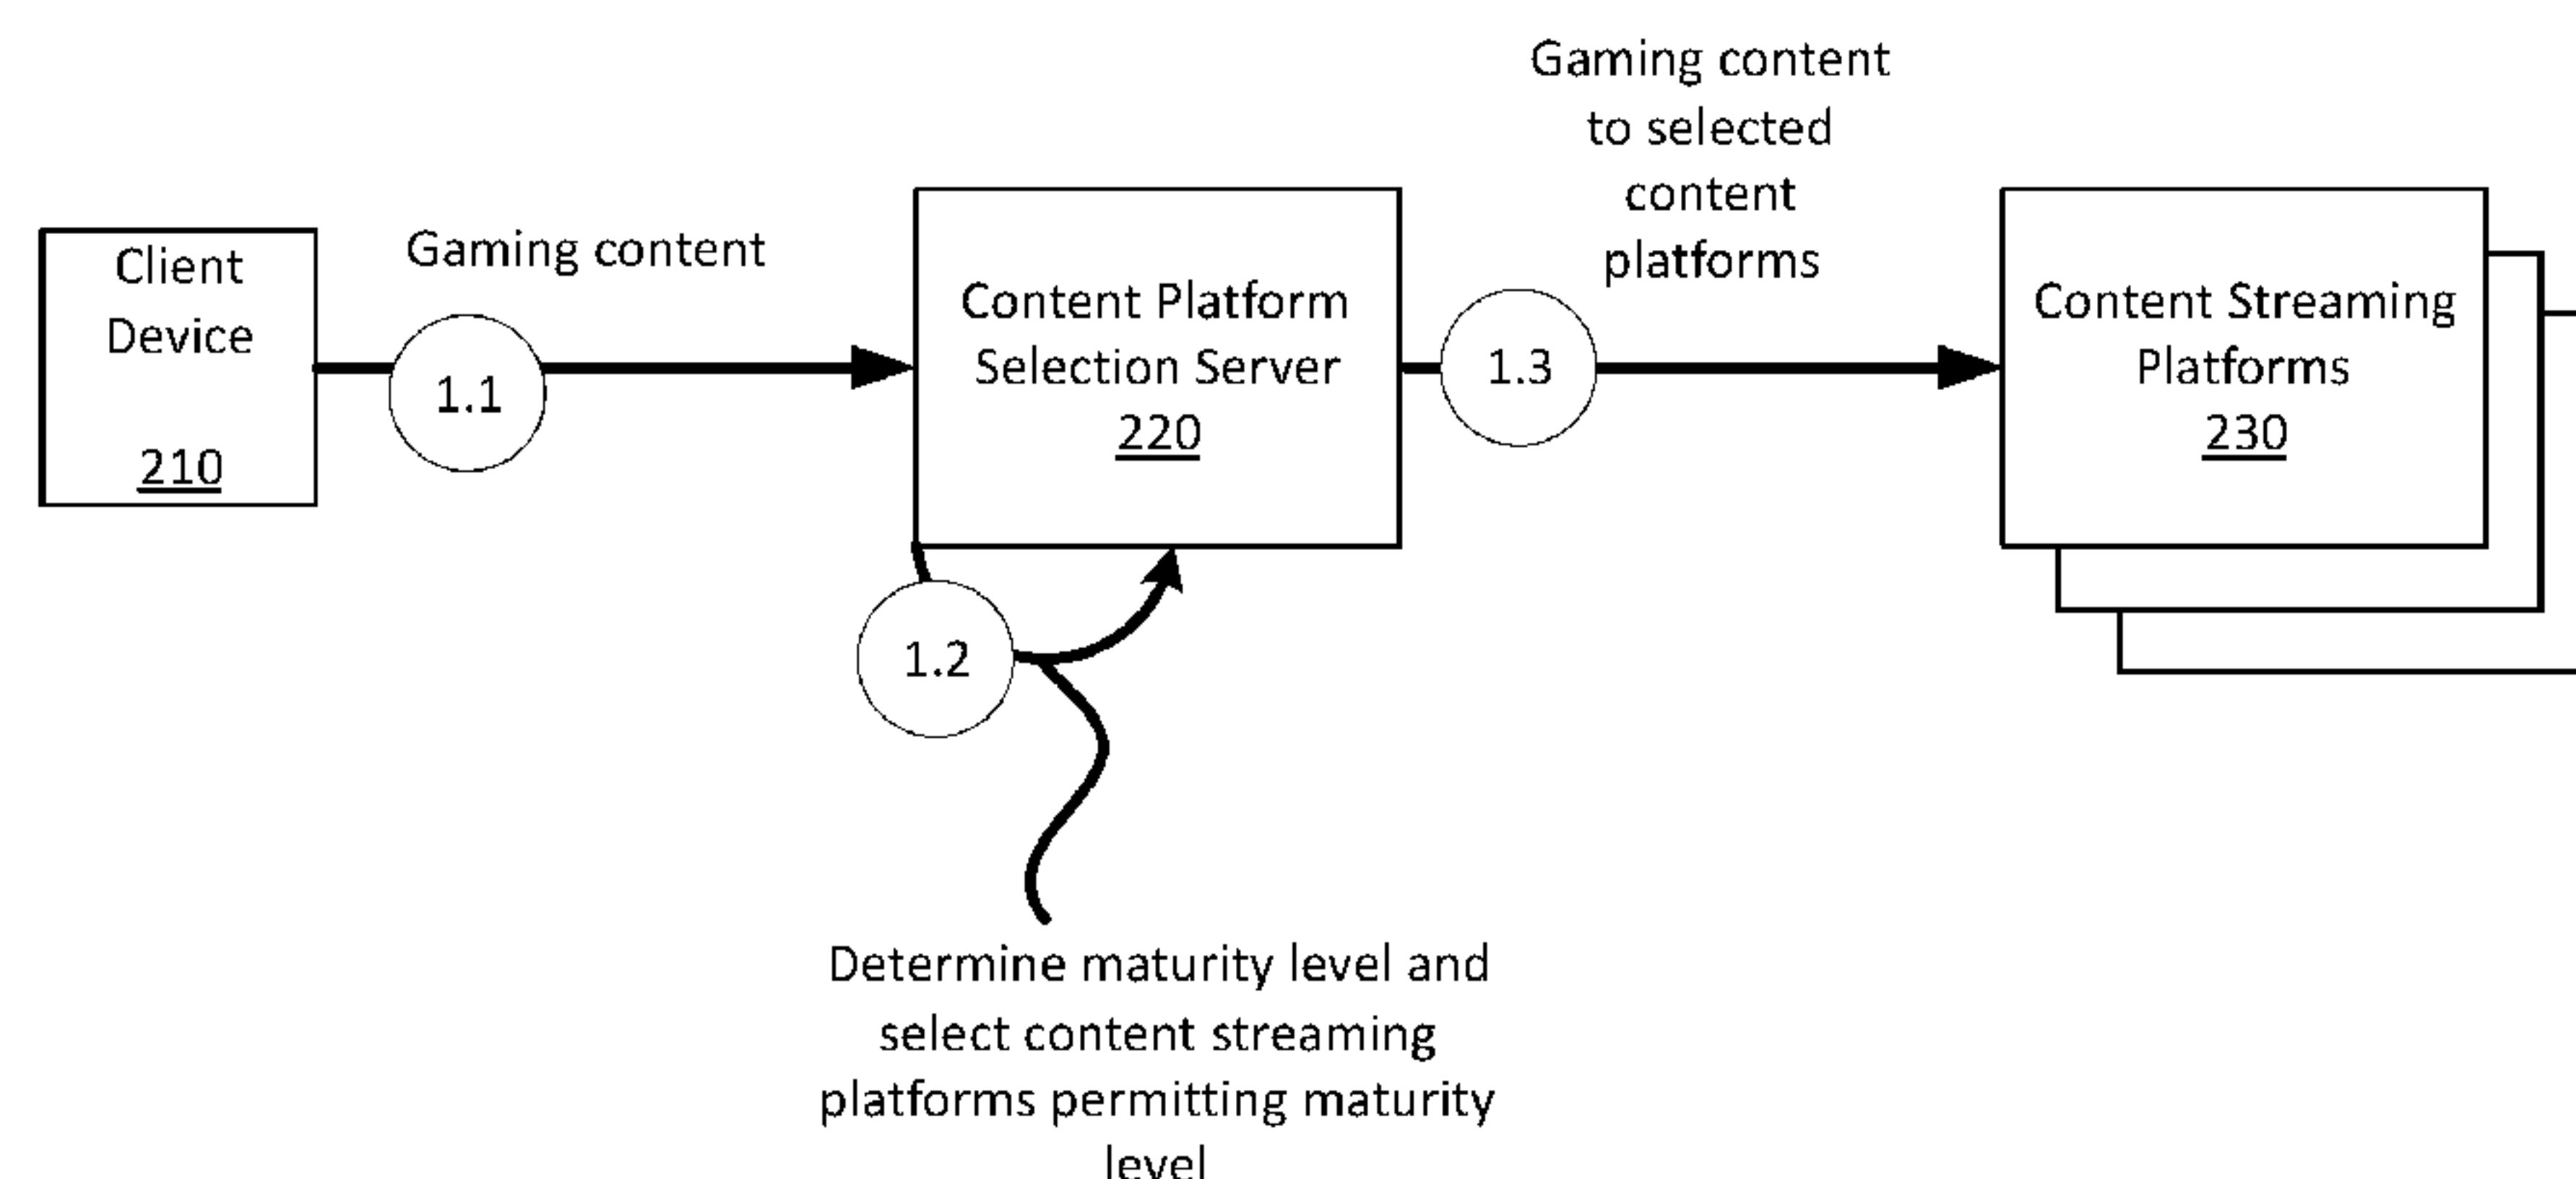 Client
Device
210
Gaming content
1.1
Content Platform
Selection Server
220
1.2
Determine maturity level and
select content streaming
platforms permitting maturity
level
Gaming content
to selected
content
platforms
1.3
Content Streaming
Platforms
230